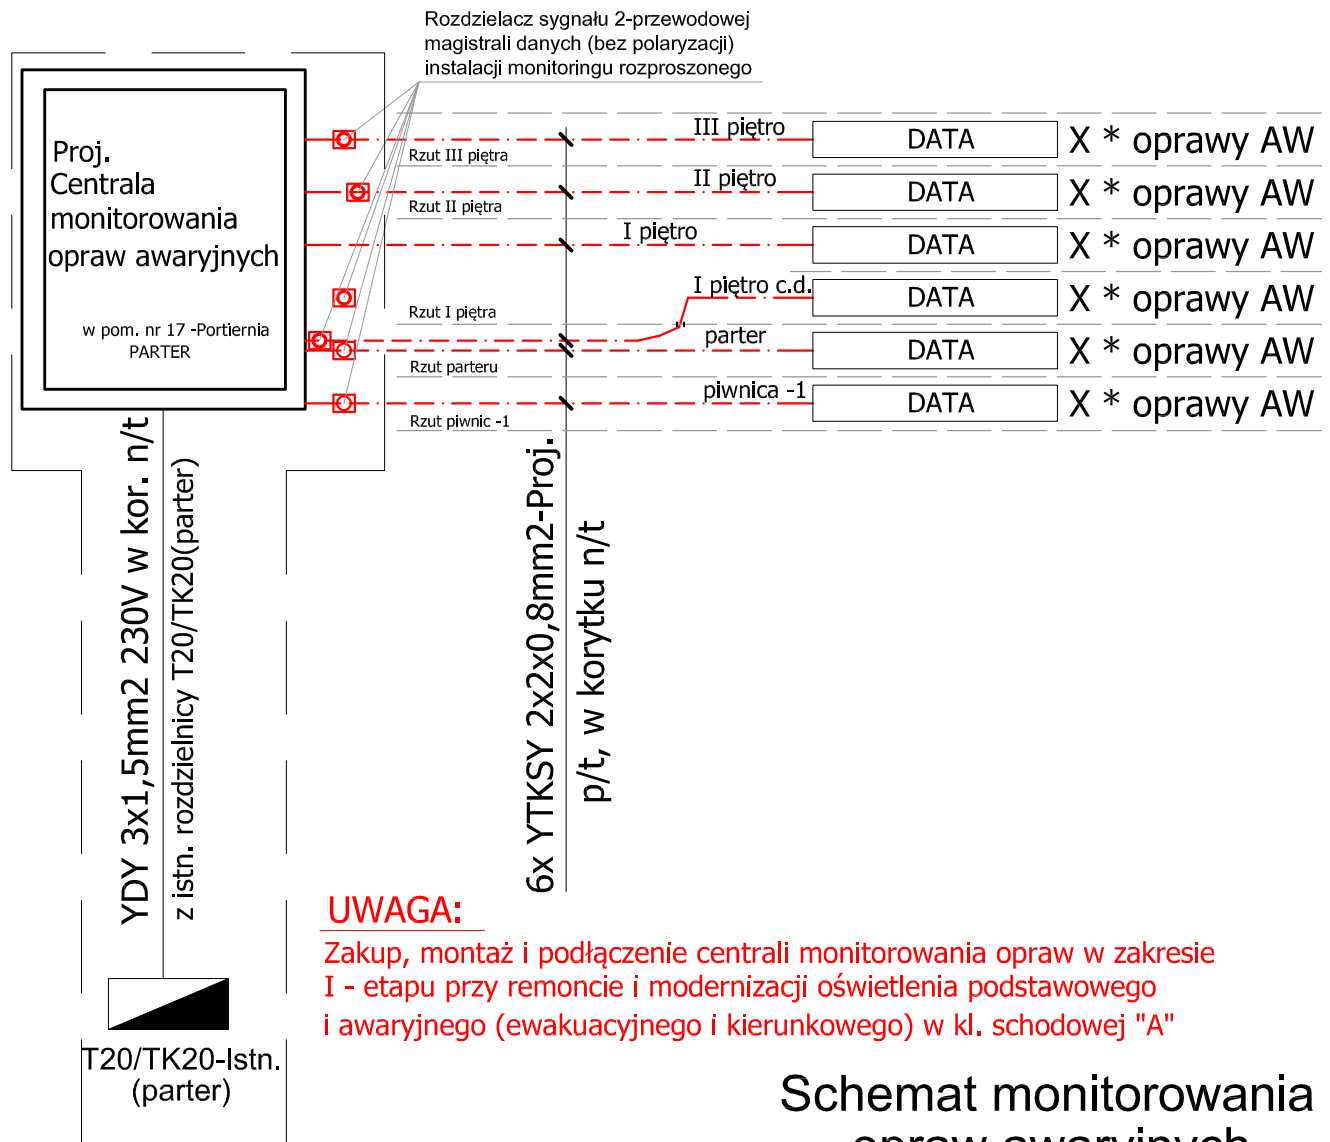 Rozdzielacz sygnału 2-przewodowej
magistrali danych (bez polaryzacji)
instalacji monitoringu rozproszonego
Proj.
Centrala
monitorowania
opraw awaryjnych
w pom. nr 17 -Portiernia
PARTER
III piętro
DATA
X * oprawy AW
Rzut III piętra
II piętro
DATA
X * oprawy AW
Rzut II piętra
I piętro
DATA
X * oprawy AW
I piętro c.d.
DATA
X * oprawy AW
Rzut I piętra
parter
DATA
X * oprawy AW
Rzut parteru
piwnica -1
DATA
X * oprawy AW
Rzut piwnic -1
YDY 3x1,5mm2 230V w kor. n/t
z istn. rozdzielnicy T20/TK20(parter)
6x YTKSY 2x2x0,8mm2-Proj.
p/t, w korytku n/t
UWAGA:
Zakup, montaż i podłączenie centrali monitorowania opraw w zakresie
I - etapu przy remoncie i modernizacji oświetlenia podstawowego
i awaryjnego (ewakuacyjnego i kierunkowego) w kl. schodowej "A"
T20/TK20-Istn.
(parter)
Schemat monitorowania
opraw awaryjnych